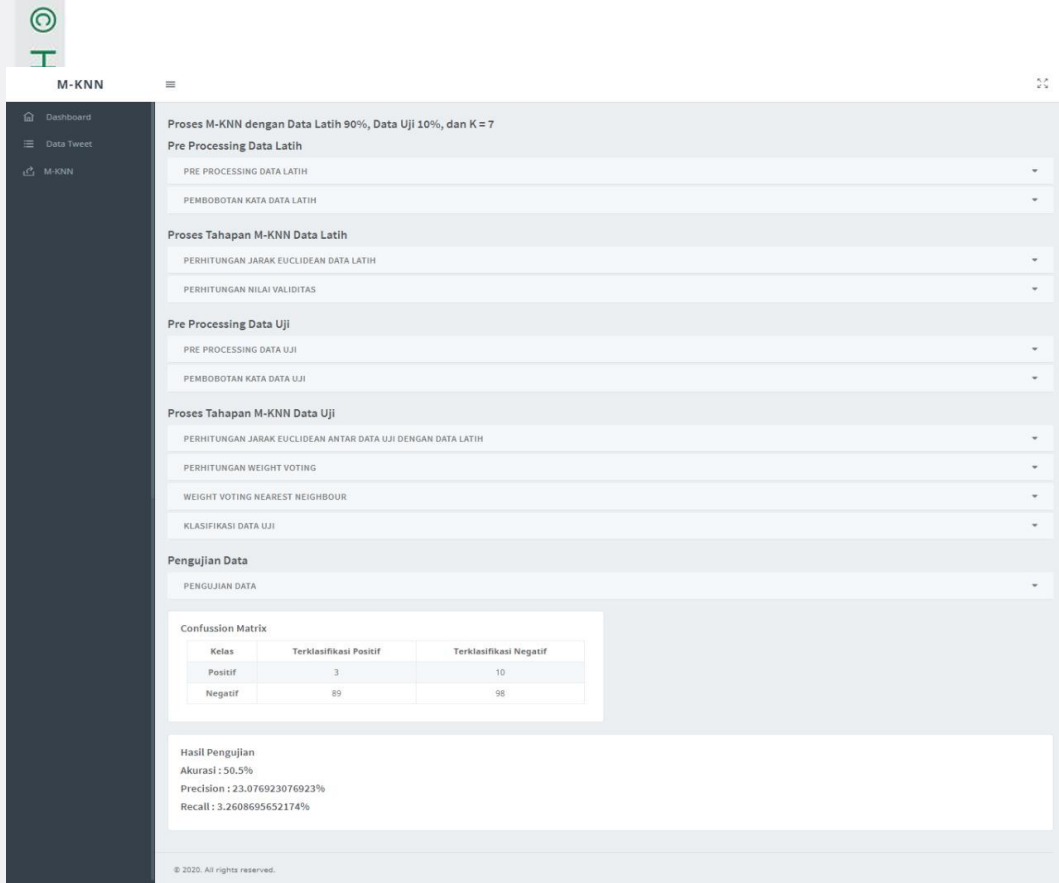 © H
M-KNN
Dashboard
Data Tweet
M-KNN
Proses M-KNN dengan Data Latih 90%, Data Uji 10%, dan K = 7
Pre Processing Data Latih
PRE PROCESSING DATA LATIH
PEMBOBOTAN KATA DATA LATIH
Proses Tahapan M-KNN Data Latih
PERHITUNGAN JARAK EUCLIDEAN DATA LATIH
PERHITUNGAN NILAI VALIDITAS
Pre Processing Data Uji
PRE PROCESSING DATA UJI
PEMBOBOTAN KATA DATA UJI
Proses Tahapan M-KNN Data Uji
PERHITUNGAN JARAK EUCLIDEAN ANTAR DATA UJI DENGAN DATA LATIH
PERHITUNGAN WEIGHT VOTING
WEIGHT VOTING NEAREST NEIGHBOUR
KLASIFIKASI DATA UJI
Pengujian Data
PENGUJIAN DATA
Confussion Matrix
Kelas Terklasifikasi Positif Terklasifikasi Negatif
Positif 3 10
Negatif 89 98
Hasil Pengujian
Akurasi : 50.5%
Precision : 23.076923076923%
Recall : 3.2608695652174%
© 2020. All rights reserved.